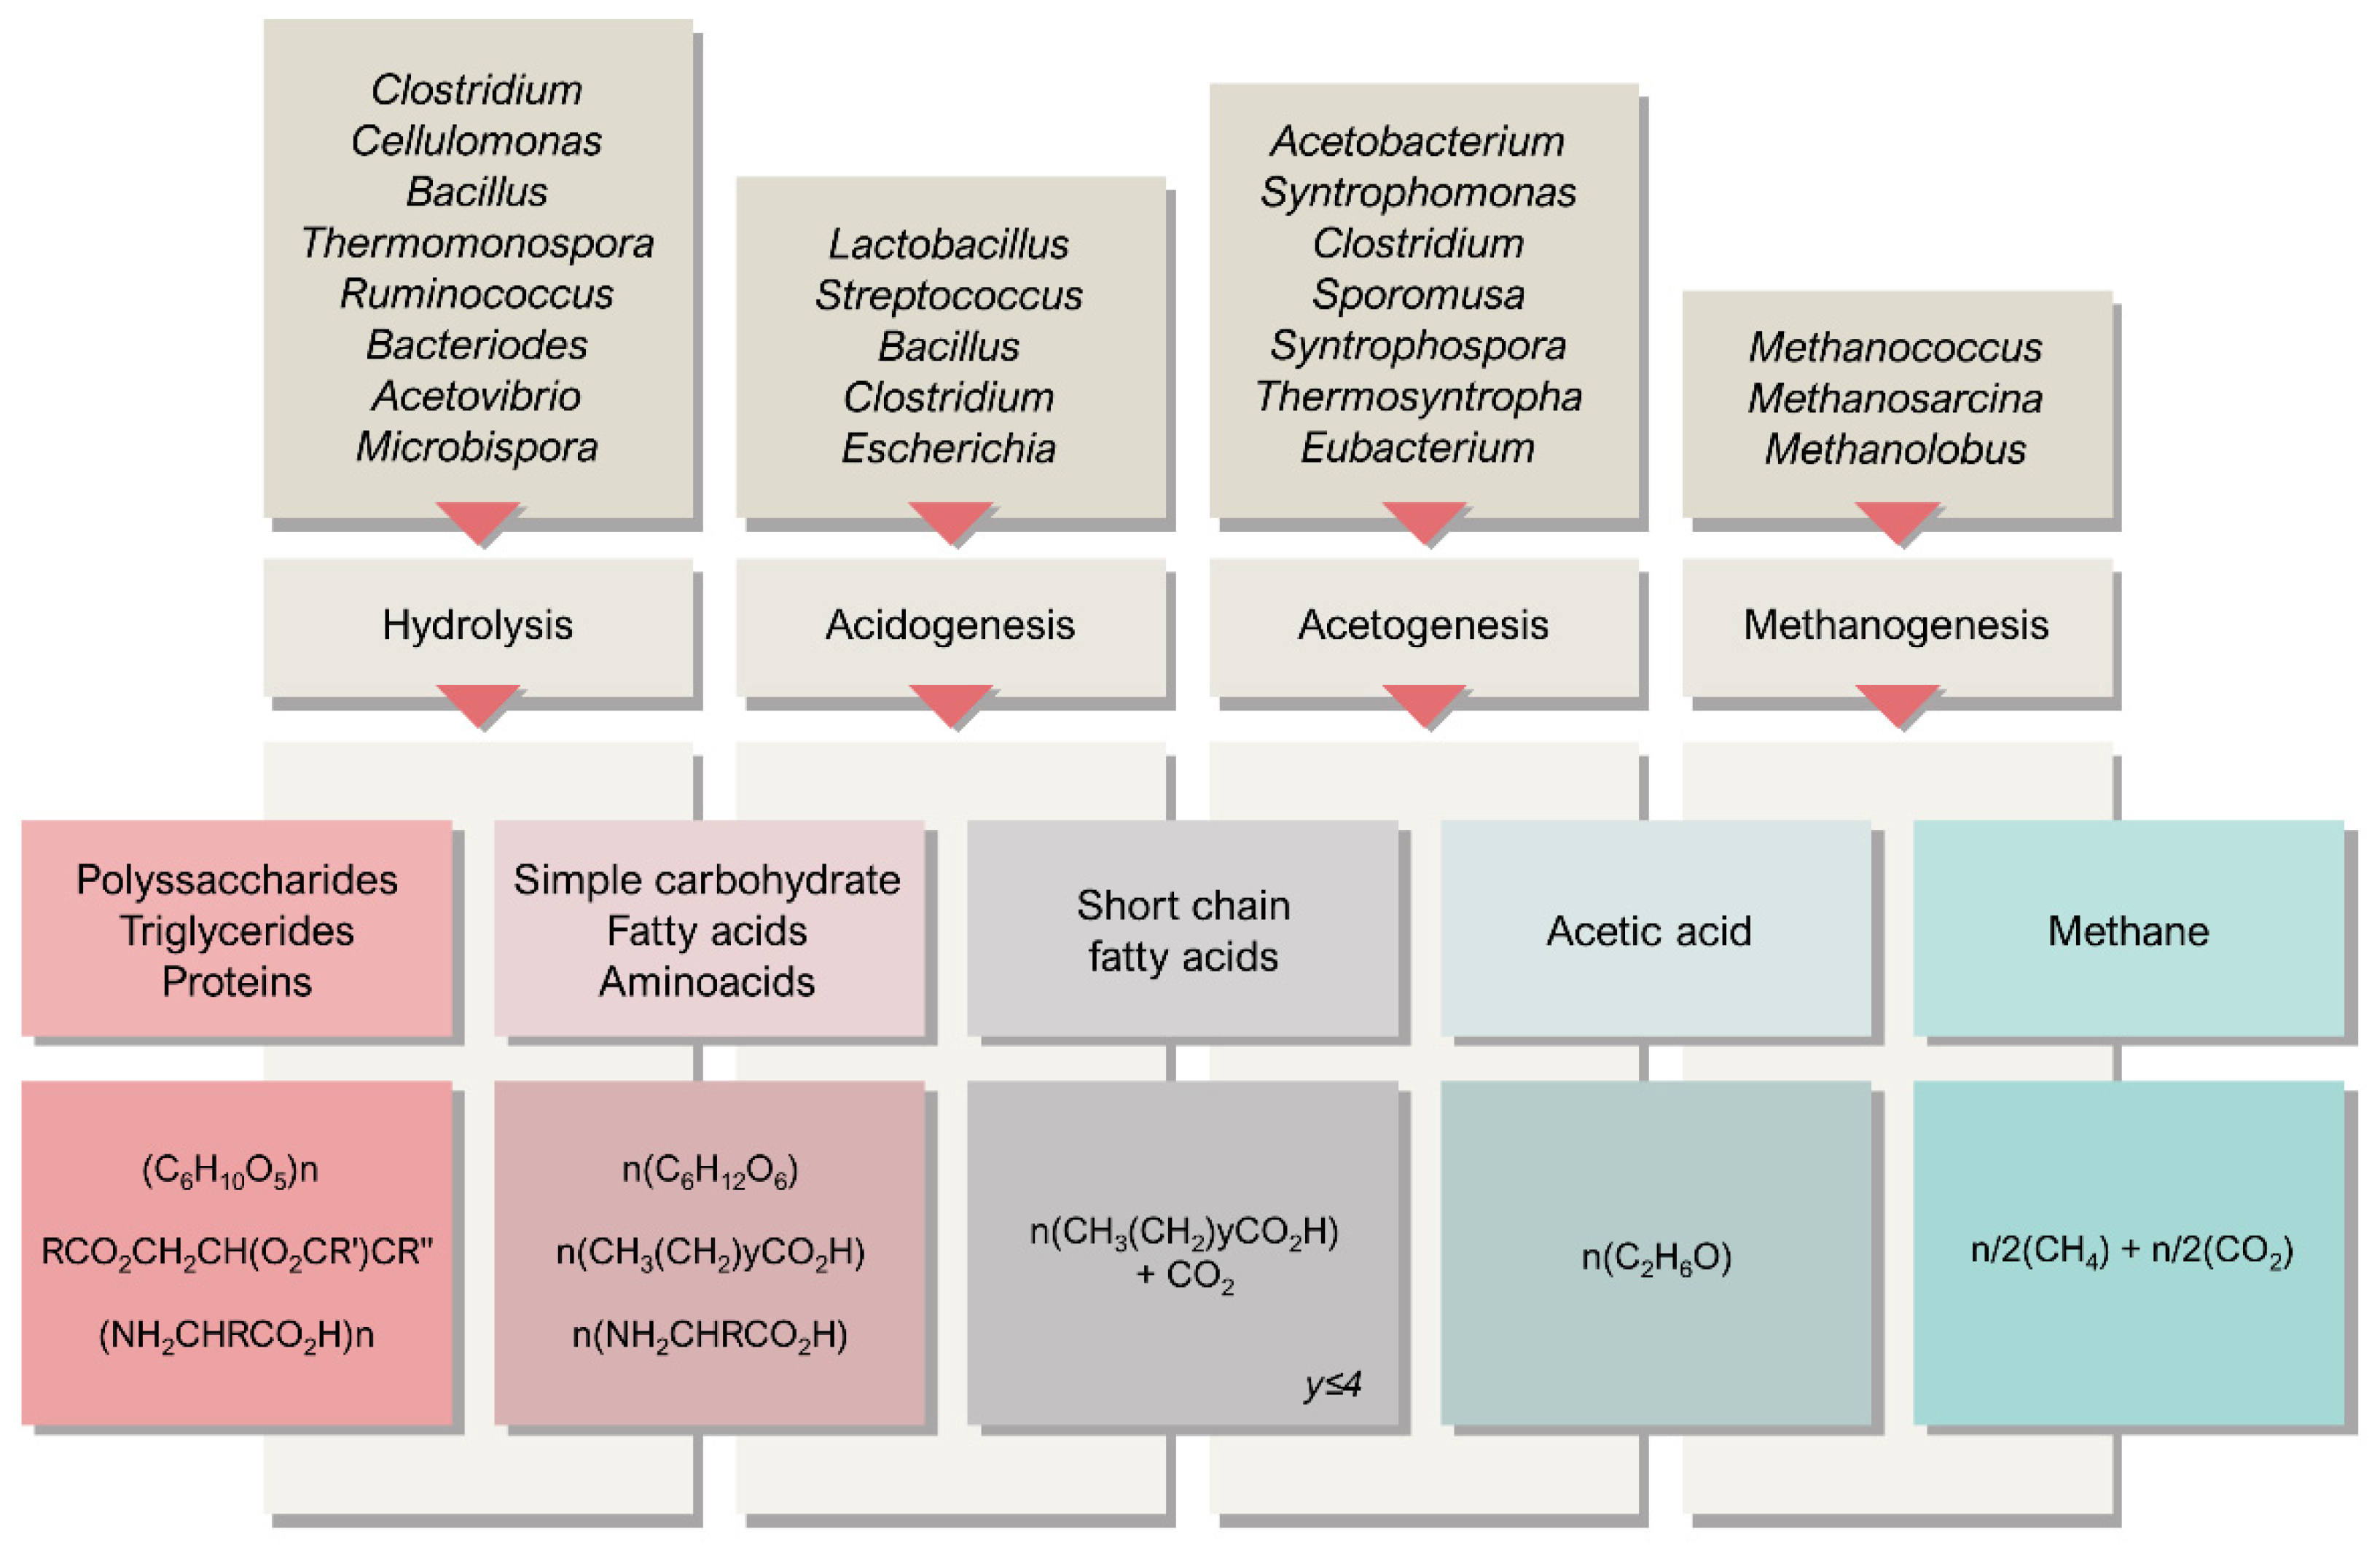 Clostridium
Cellulomonas
Bacillus
Thermomonospora
Ruminococcus
Bacteriodes
Acetovibrio
Microbispora
Lactobacillus
Streptococcus
Bacillus
Clostridium
Escherichia
Acetobacterium
Syntrophomonas
Clostridium
Sporomusa
Syntrophospora
Thermosyntropha
Eubacterium
Methanococcus
Methanosarcina
Methanolobus
Hydrolysis
Acidogenesis
Acetogenesis
Methanogenesis
Polyssaccharides
Triglycerides
Proteins
Simple carbohydrate
Fatty acids
Aminoacids
Short chain
fatty acids
Acetic acid
Methane
(C₆H₁₀O₅)n
RCO₂CH₂CH(O₂CR')CR"
(NH₂CHRCO₂H)n
n(C₆H₁₂O₆)
n(CH₃(CH₂)yCO₂H)
n(NH₂CHRCO₂H)
n(CH₃(CH₂)yCO₂H)
+ CO₂
y≤4
n(C₂H₆O)
n/2(CH₄) + n/2(CO₂)